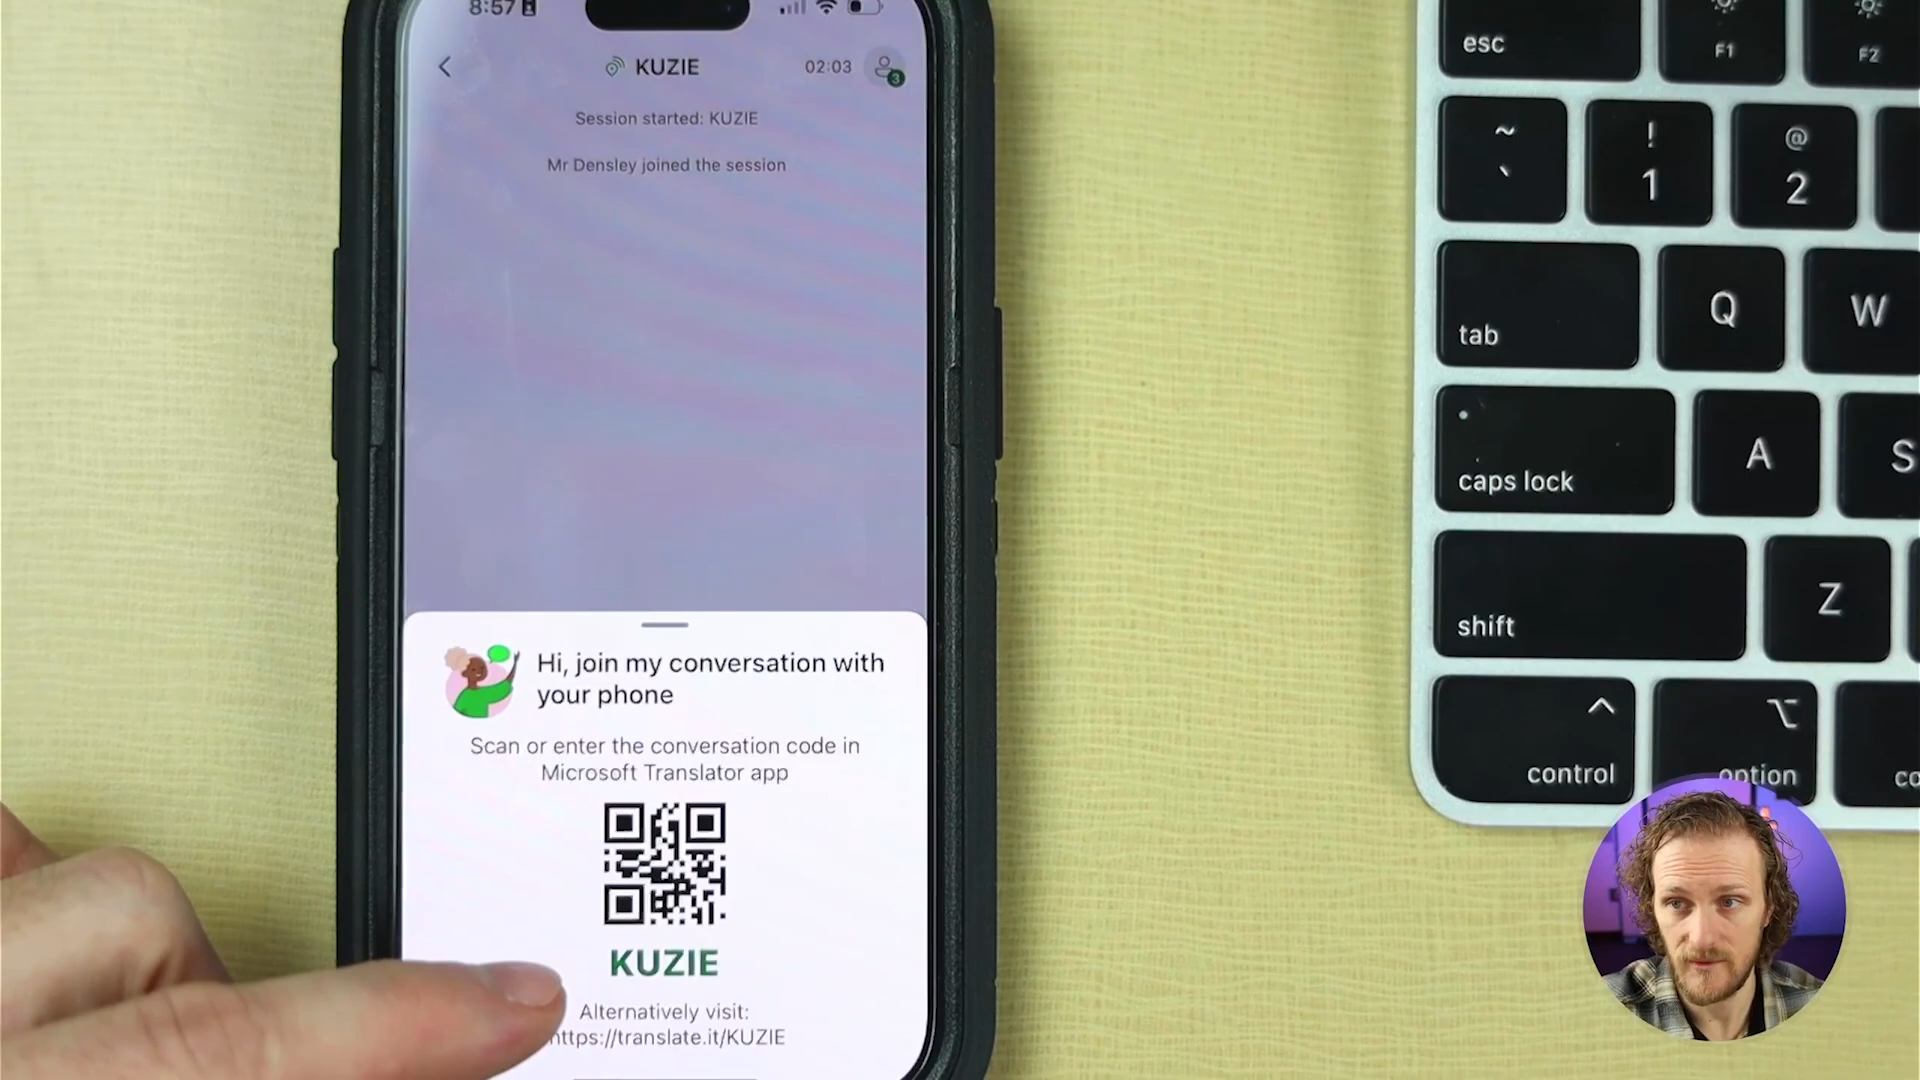 8:57
KUZIE
02:03
3
Session started: KUZIE
Mr Densley joined the session
Hi, join my conversation with
your phone
Scan or enter the conversation code in
Microsoft Translator app
KUZIE
Alternatively visit:
https://translate.it/KUZIE
esc
F1
F2
~
`
!
1
@
2
tab
Q
W
caps lock
A
S
shift
Z
control
option